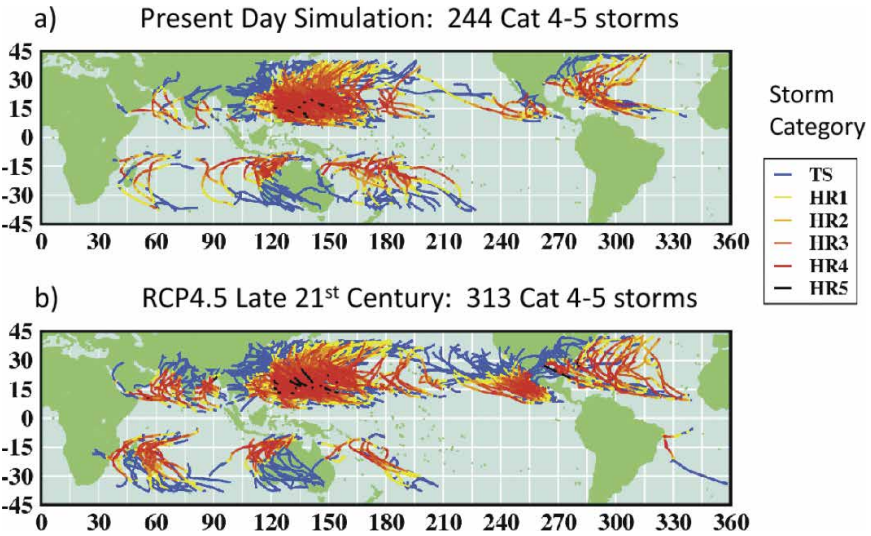 a) Present Day Simulation: 244 Cat 4-5 storms
45
30
15
0
-15
-30
-45
0 30 60 90 120 150 180 210 240 270 300 330 360
Storm
Category
TS
HR1
HR2
HR3
HR4
HR5
b) RCP4.5 Late 21st Century: 313 Cat 4-5 storms
45
30
15
0
-15
-30
-45
0 30 60 90 120 150 180 210 240 270 300 330 360